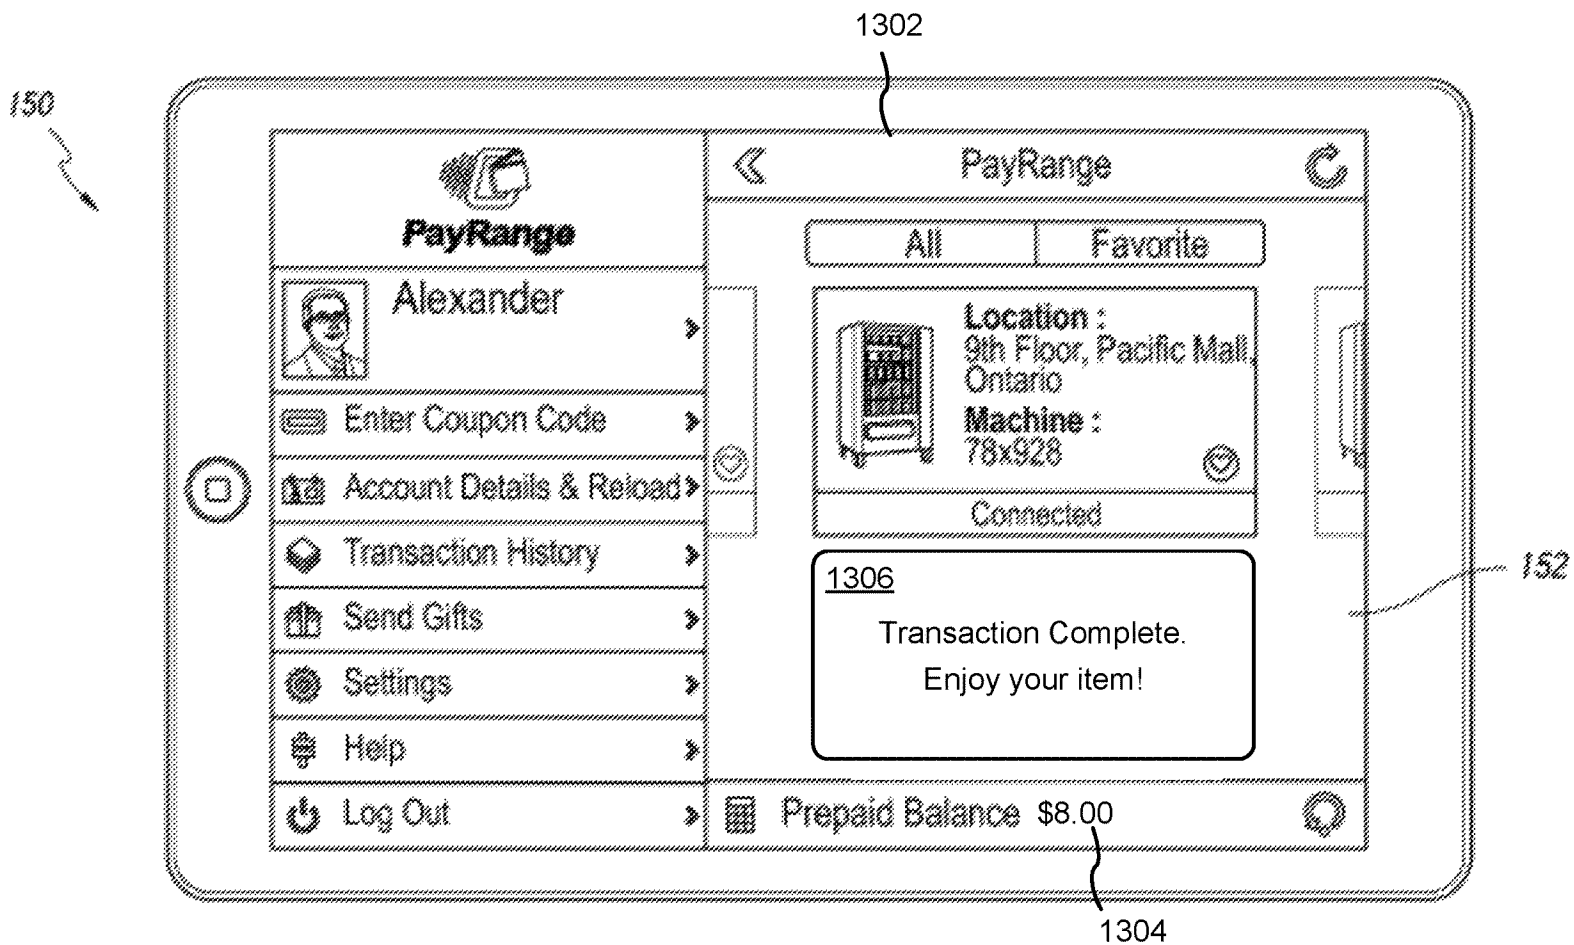 1302
150
PayRange
PayRange
All
Favorite
Alexander
Location :
9th Floor, Pacific Mall,
Ontario
Machine :
78x928
Connected
Enter Coupon Code
Account Details & Reload
Transaction History
Send Gifts
Settings
Help
Log Out
1306
Transaction Complete.
Enjoy your item!
152
Prepaid Balance $8.00
1304